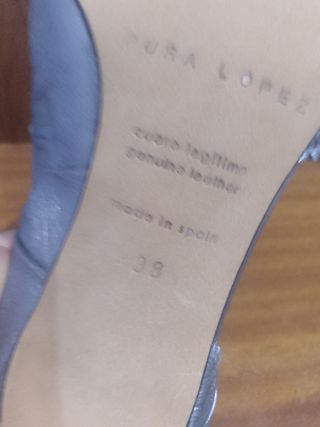 PURA LOPEZ
cuero legitimo
genuine leather
made in spain
38